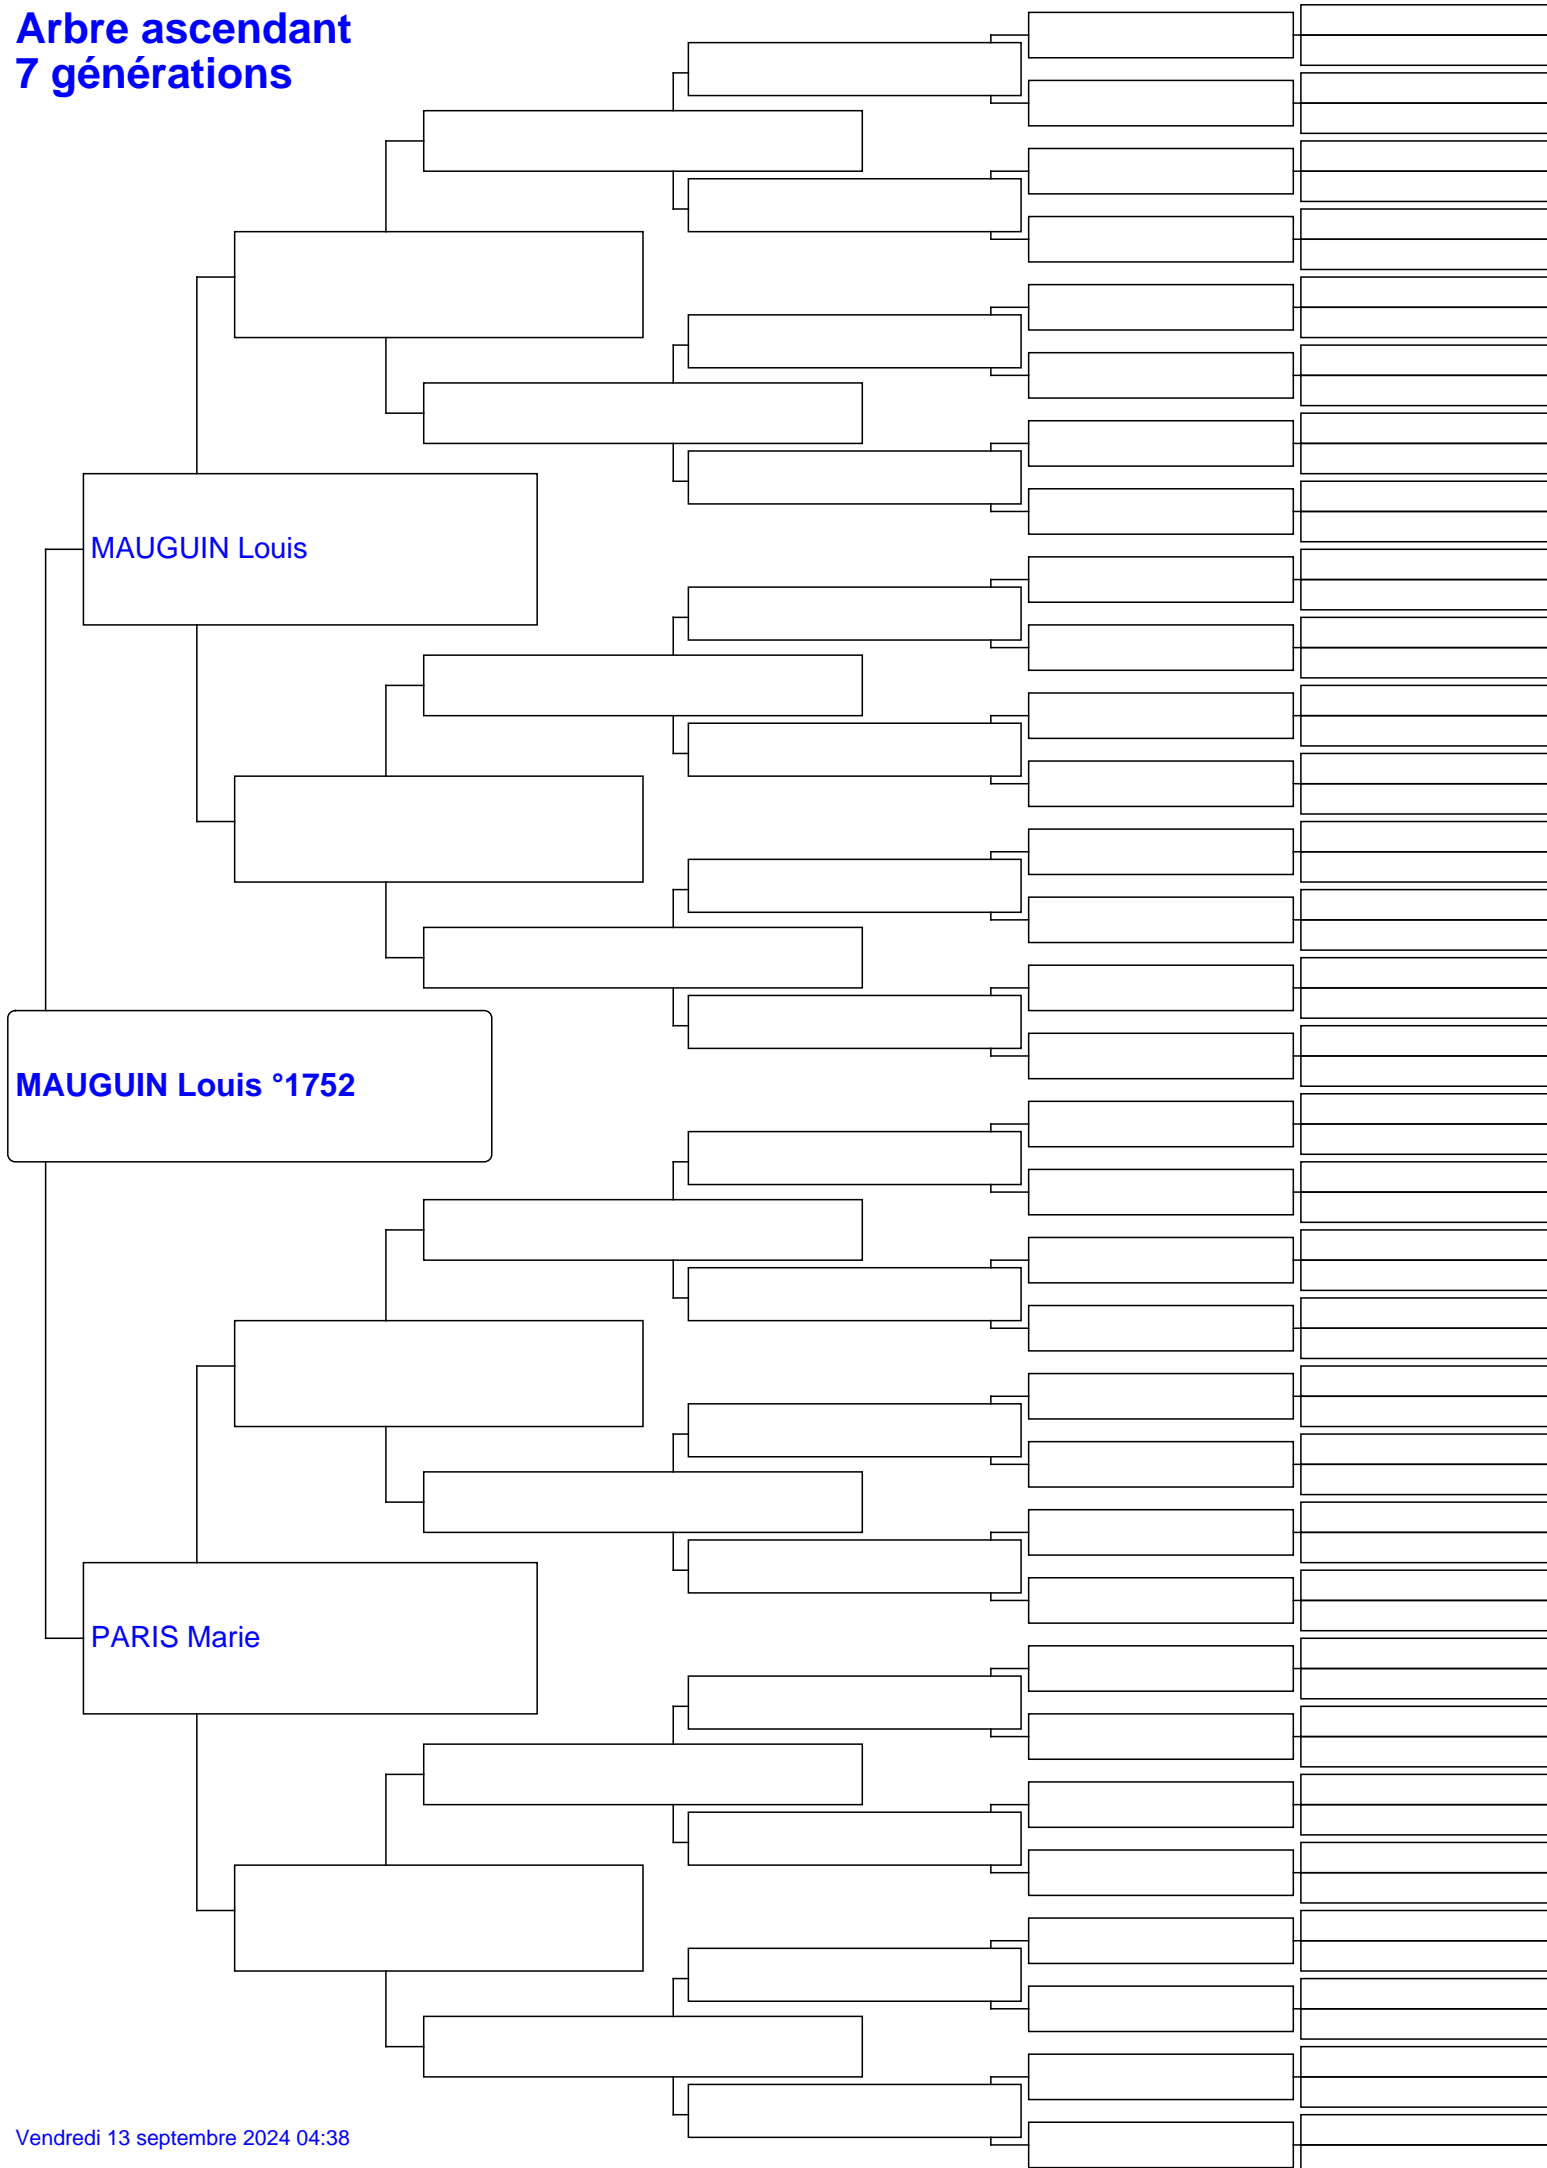 Arbre ascendant
7 générations
MAUGUIN Louis
MAUGUIN Louis °1752
PARIS Marie
Vendredi 13 septembre 2024 04:38